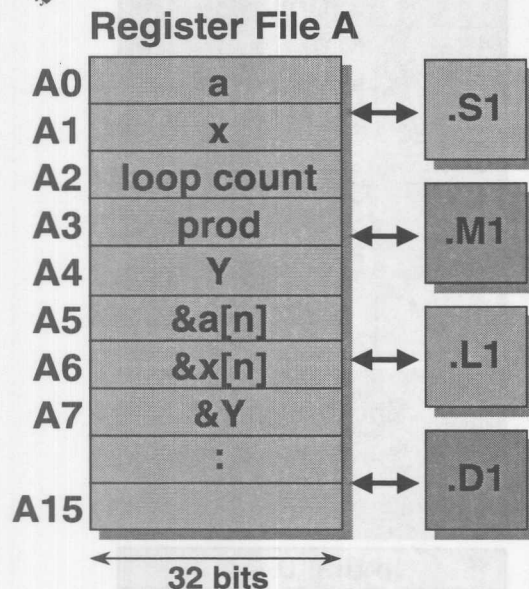 Register File A
A0 a
.S1
A1 x
A2 loop count
A3 prod
.M1
A4 Y
A5 &a[n]
A6 &x[n]
.L1
A7 &Y
:
.D1
A15
32 bits